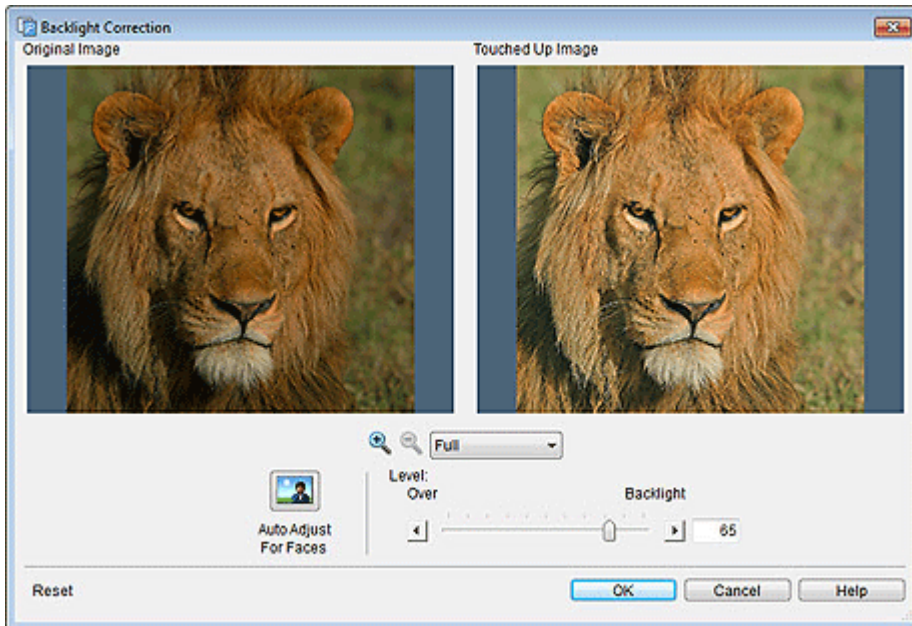 Backlight Correction
Original Image
Touched Up Image
Full
Level:
Over
Backlight
Auto Adjust
For Faces
65
Reset
OK
Cancel
Help